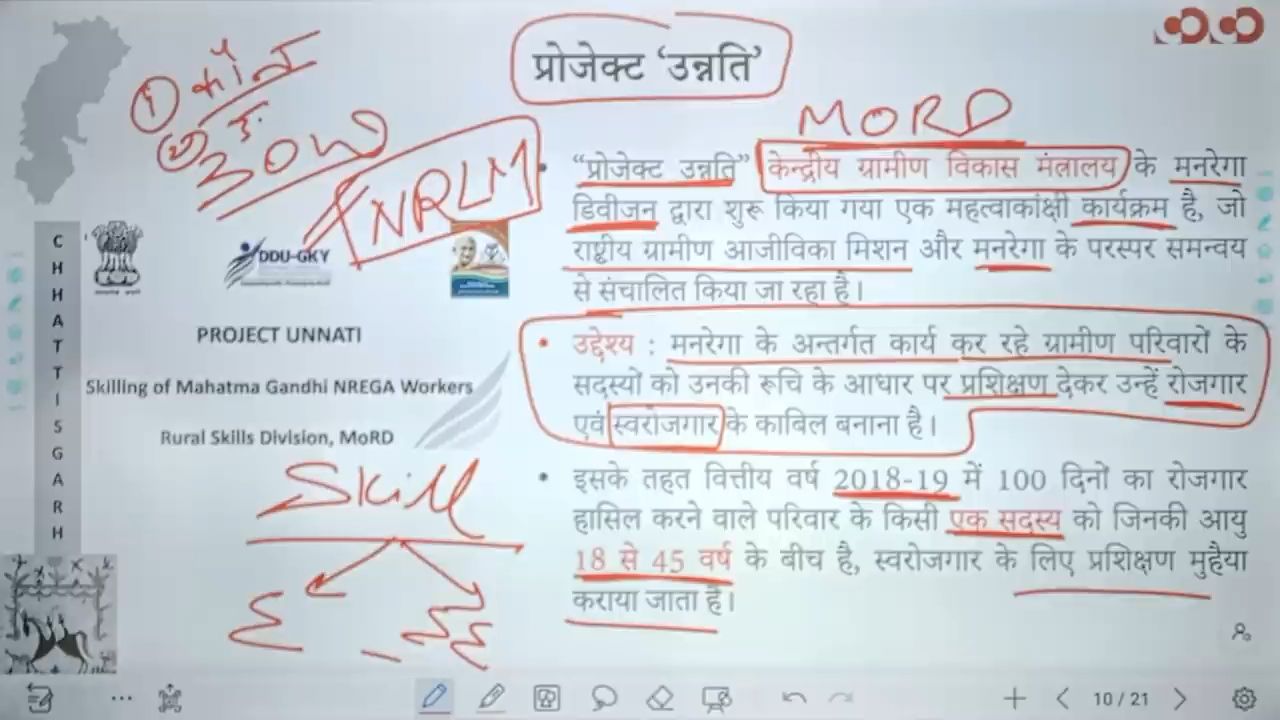 प्रोजेक्ट ‘उन्नति’
MORD
NRLM
• “प्रोजेक्ट उन्नति” केन्द्रीय ग्रामीण विकास मंत्रालय के मनरेगा
डिवीजन द्वारा शुरू किया गया एक महत्वाकांक्षी कार्यक्रम है, जो
राष्ट्रीय ग्रामीण आजीविका मिशन और मनरेगा के परस्पर समन्वय
से संचालित किया जा रहा है।
• उद्देश्य : मनरेगा के अन्तर्गत कार्य कर रहे ग्रामीण परिवारों के
सदस्यों को उनकी रूचि के आधार पर प्रशिक्षण देकर उन्हें रोजगार
एवं स्वरोजगार के काबिल बनाना है।
• इसके तहत वित्तीय वर्ष 2018-19 में 100 दिनों का रोजगार
हासिल करने वाले परिवार के किसी एक सदस्य को जिनकी आयु
18 से 45 वर्ष के बीच है, स्वरोजगार के लिए प्रशिक्षण मुहैया
कराया जाता है।
CHHATTISGARH
DDU-GKY
PROJECT UNNATI
Skilling of Mahatma Gandhi NREGA Workers
Rural Skills Division, MoRD
Skill
10 / 21